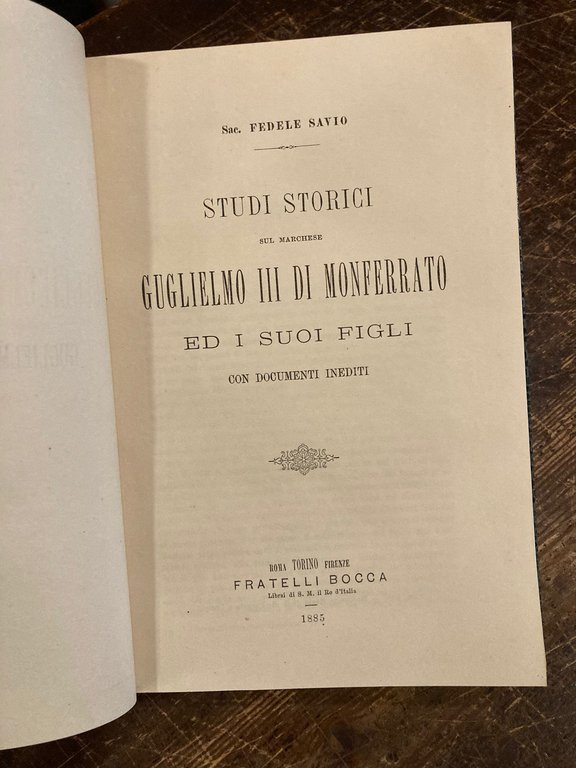 Sac. FEDELE SAVIO
STUDI STORICI
SUL MARCHESE
GUGLIELMO III DI MONFERRATO
ED I SUOI FIGLI
CON DOCUMENTI INEDITI
ROMA TORINO FIRENZE
FRATELLI BOCCA
Librai di S. M. il Re d'Italia
1885